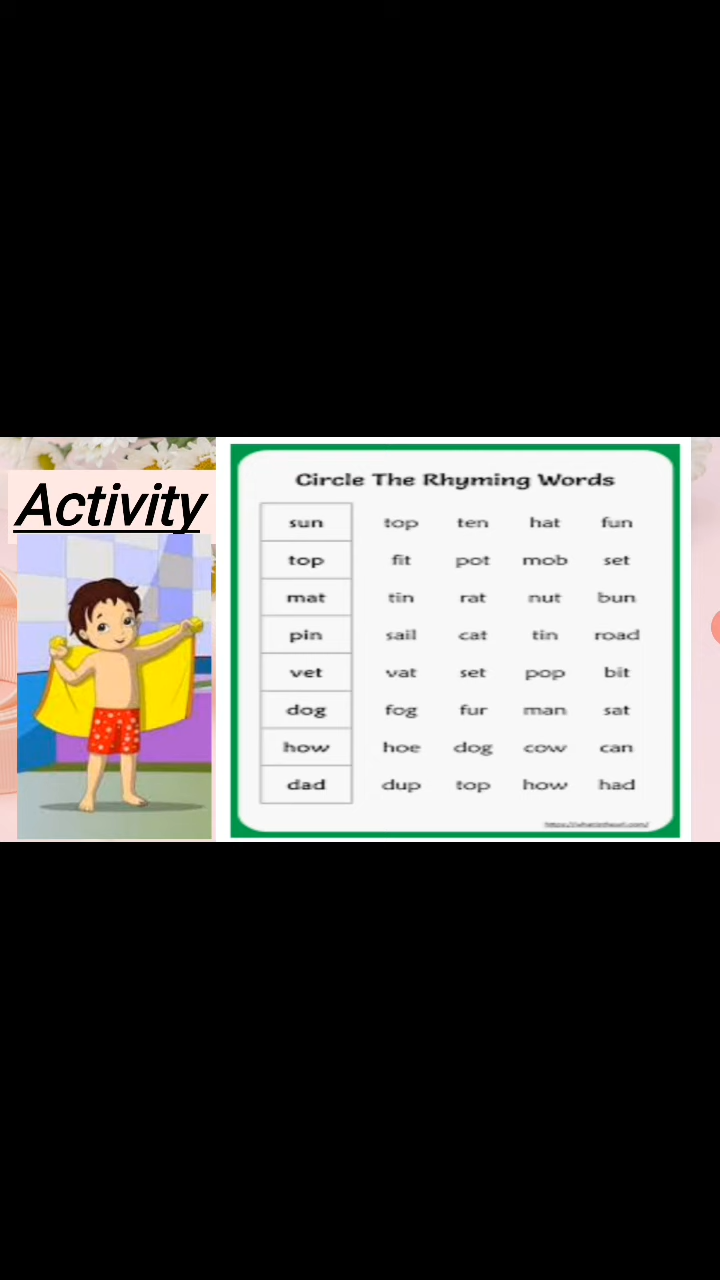 Activity
Circle The Rhyming Words
sun top ten hat fun
top fit pot mob set
mat tin rat nut bun
pin sail cat tin road
vet vat set pop bit
dog fog fur man sat
how hoe dog cow can
dad dup top how had